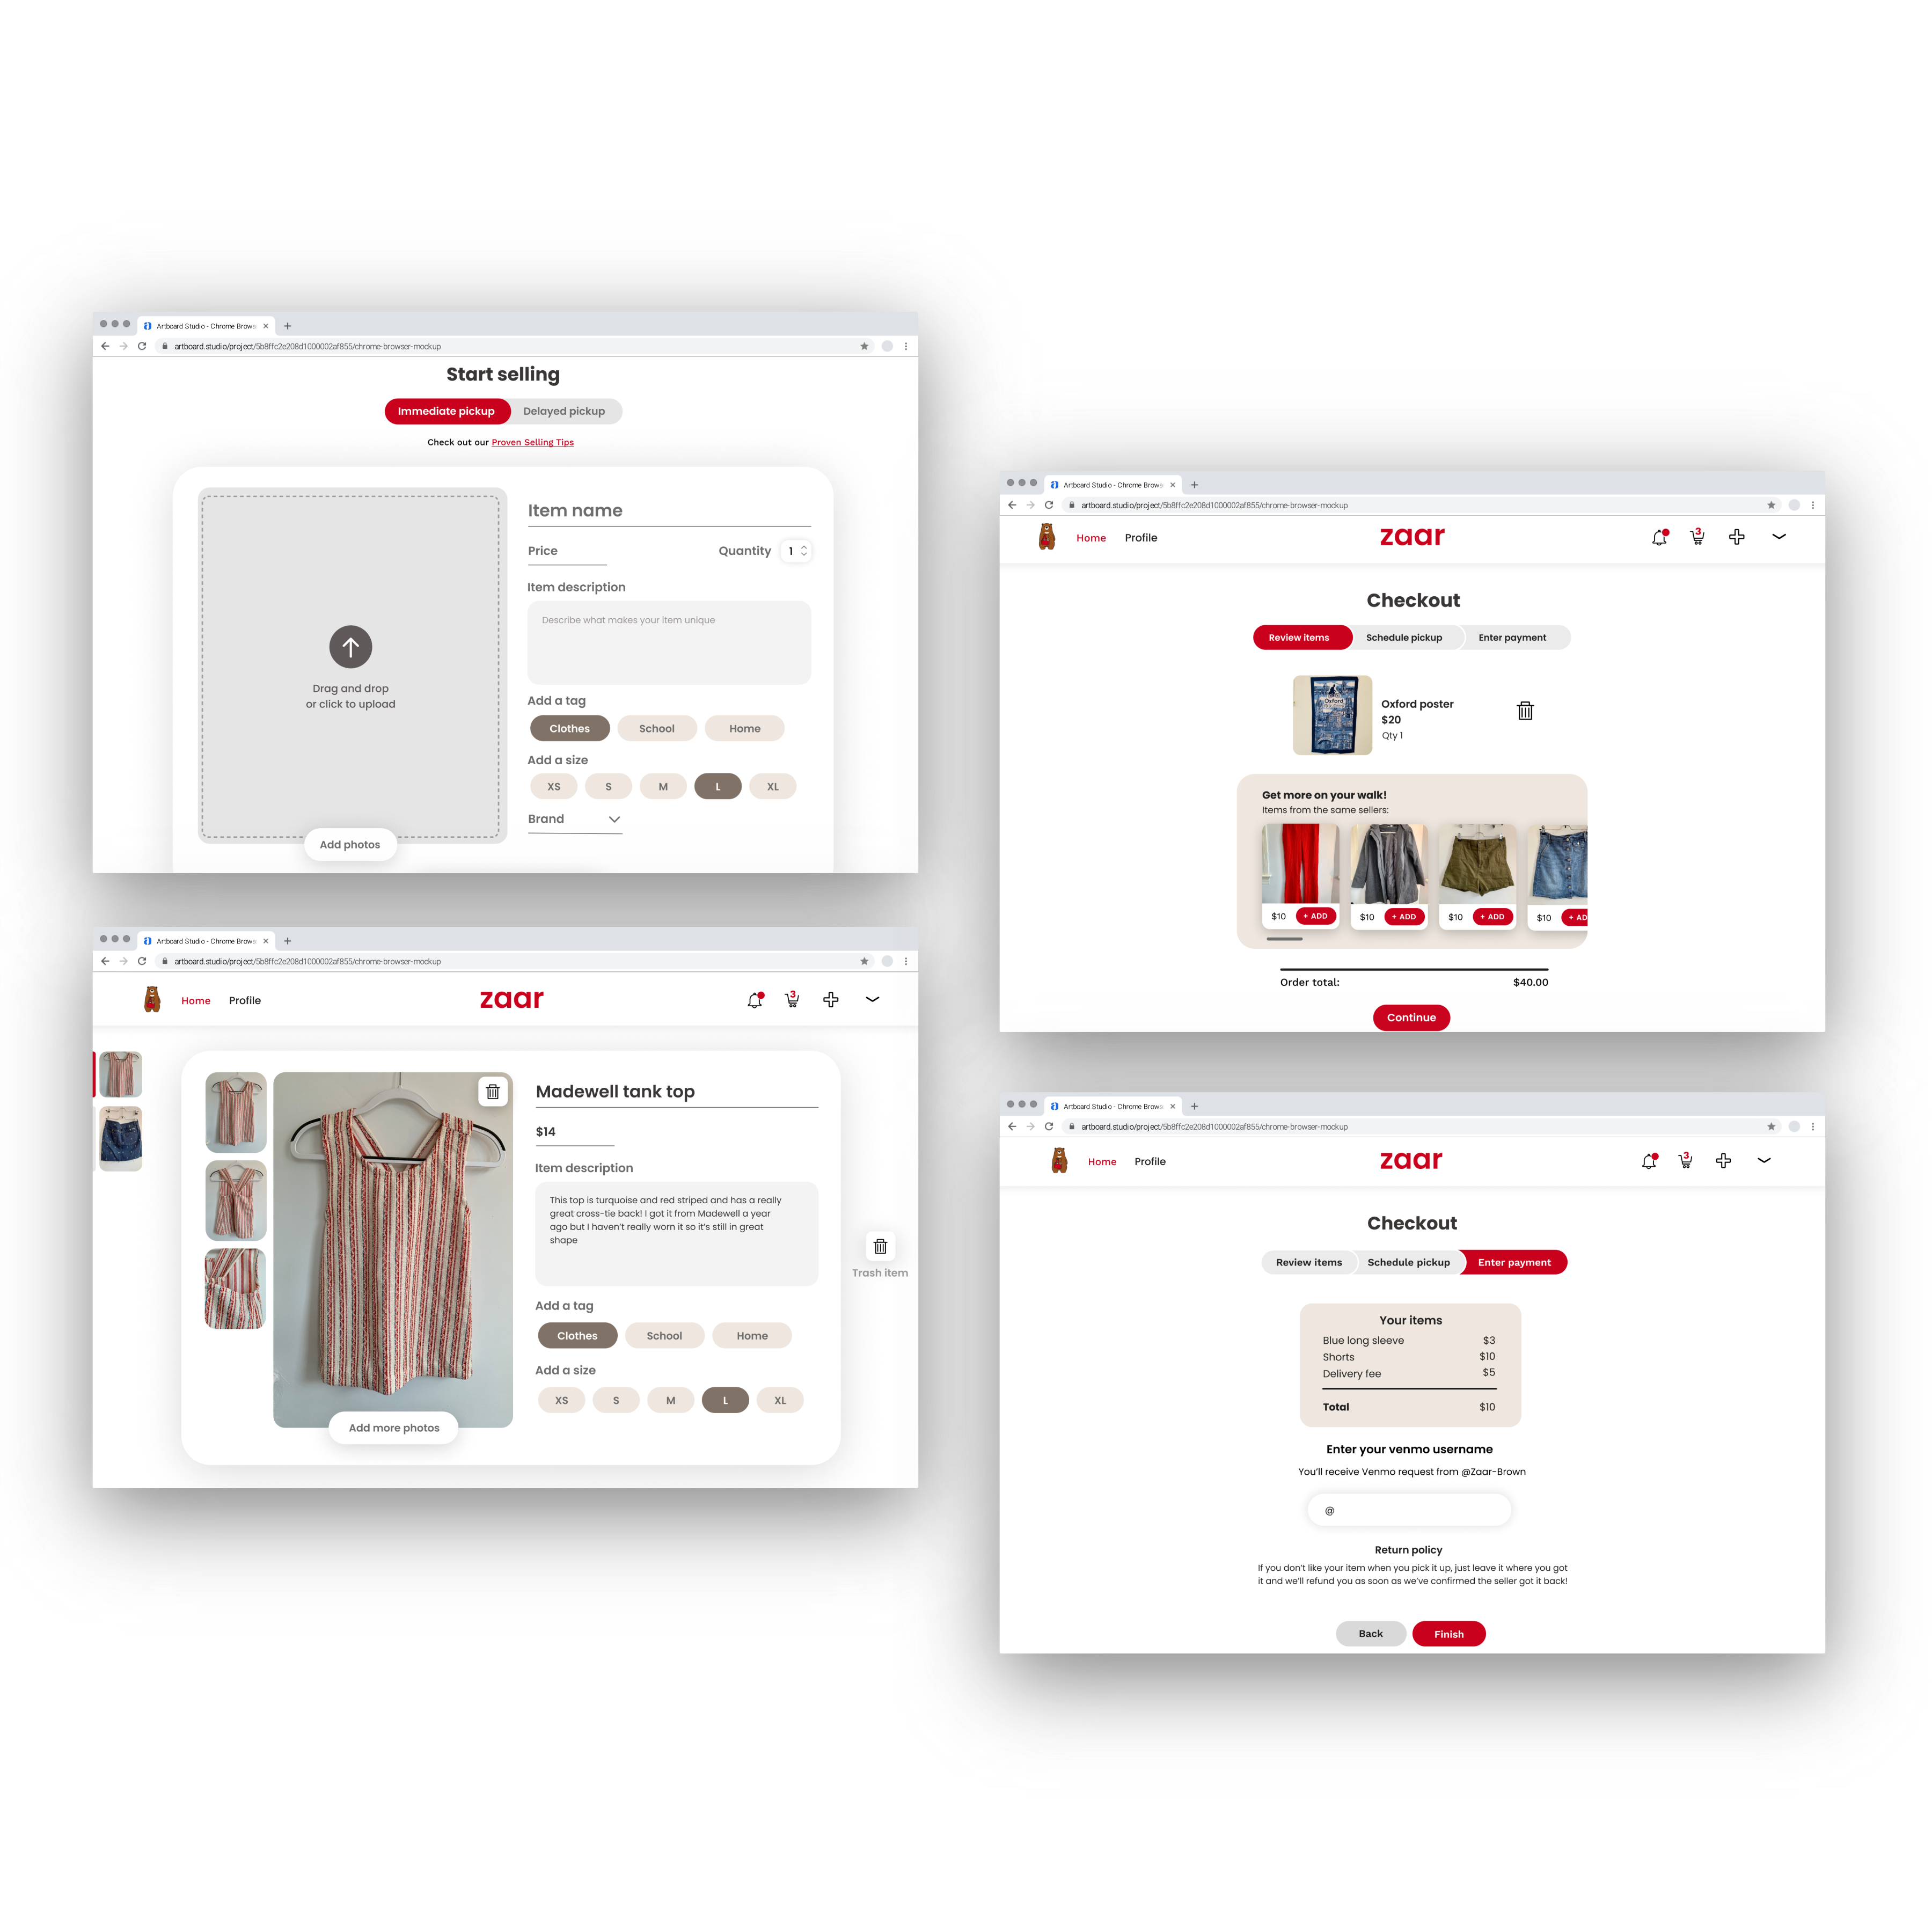 Artboard Studio - Chrome Brows
artboard.studio/project/5b8ffc2e208d1000002af855/chrome-browser-mockup
Start selling
Immediate pickup
Delayed pickup
Check out our Proven Selling Tips
Drag and drop
or click to upload
Add photos
Item name
Price
Quantity 1
Item description
Describe what makes your item unique
Add a tag
Clothes School Home
Add a size
XS S M L XL
Brand
Artboard Studio - Chrome Brows
artboard.studio/project/5b8ffc2e208d1000002af855/chrome-browser-mockup
Home Profile zaar 3
Madewell tank top
$14
Item description
This top is turquoise and red striped and has a really
great cross-tie back! I got it from Madewell a year
ago but I haven't really worn it so it's still in great
shape
Add a tag
Clothes School Home
Add a size
XS S M L XL
Add more photos
Trash item
Artboard Studio - Chrome Brows
artboard.studio/project/5b8ffc2e208d1000002af855/chrome-browser-mockup
Home Profile zaar 3
Checkout
Review items Schedule pickup Enter payment
Oxford
Oxford poster
$20
Qty 1
Get more on your walk!
Items from the same sellers:
$10 + ADD $10 + ADD $10 + ADD $10 + AD
Order total: $40.00
Continue
Artboard Studio - Chrome Brows
artboard.studio/project/5b8ffc2e208d1000002af855/chrome-browser-mockup
Home Profile zaar 3
Checkout
Review items Schedule pickup Enter payment
Your items
Blue long sleeve $3
Shorts $10
Delivery fee $5
Total $10
Enter your venmo username
You'll receive Venmo request from @Zaar-Brown
@
Return policy
If you don't like your item when you pick it up, just leave it where you got
it and we'll refund you as soon as we've confirmed the seller got it back!
Back Finish